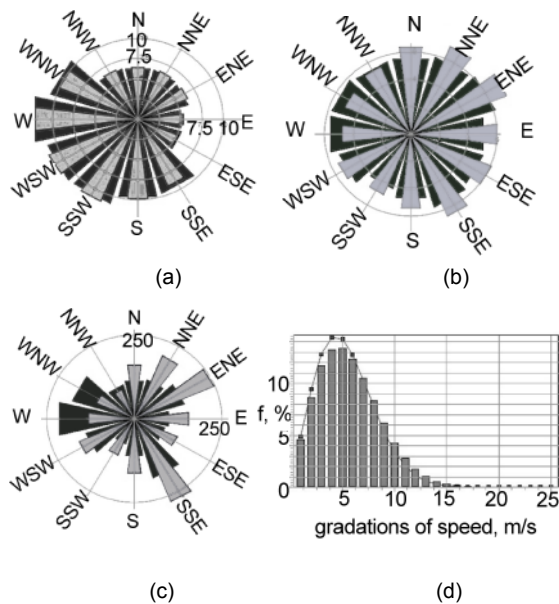 N
NNW
NNE
10
7.5
WNW
ENE
W
7.5 10
E
WSW
ESE
SSW
SSE
S
(a)
N
NNW
NNE
WNW
ENE
W
E
WSW
ESE
SSW
SSE
S
(b)
N
250
NNW
NNE
WNW
ENE
W
E
250
WSW
ESE
SSW
SSE
S
(c)
10
f, %
5
0
5 10 15 20 25
gradations of speed, m/s
(d)